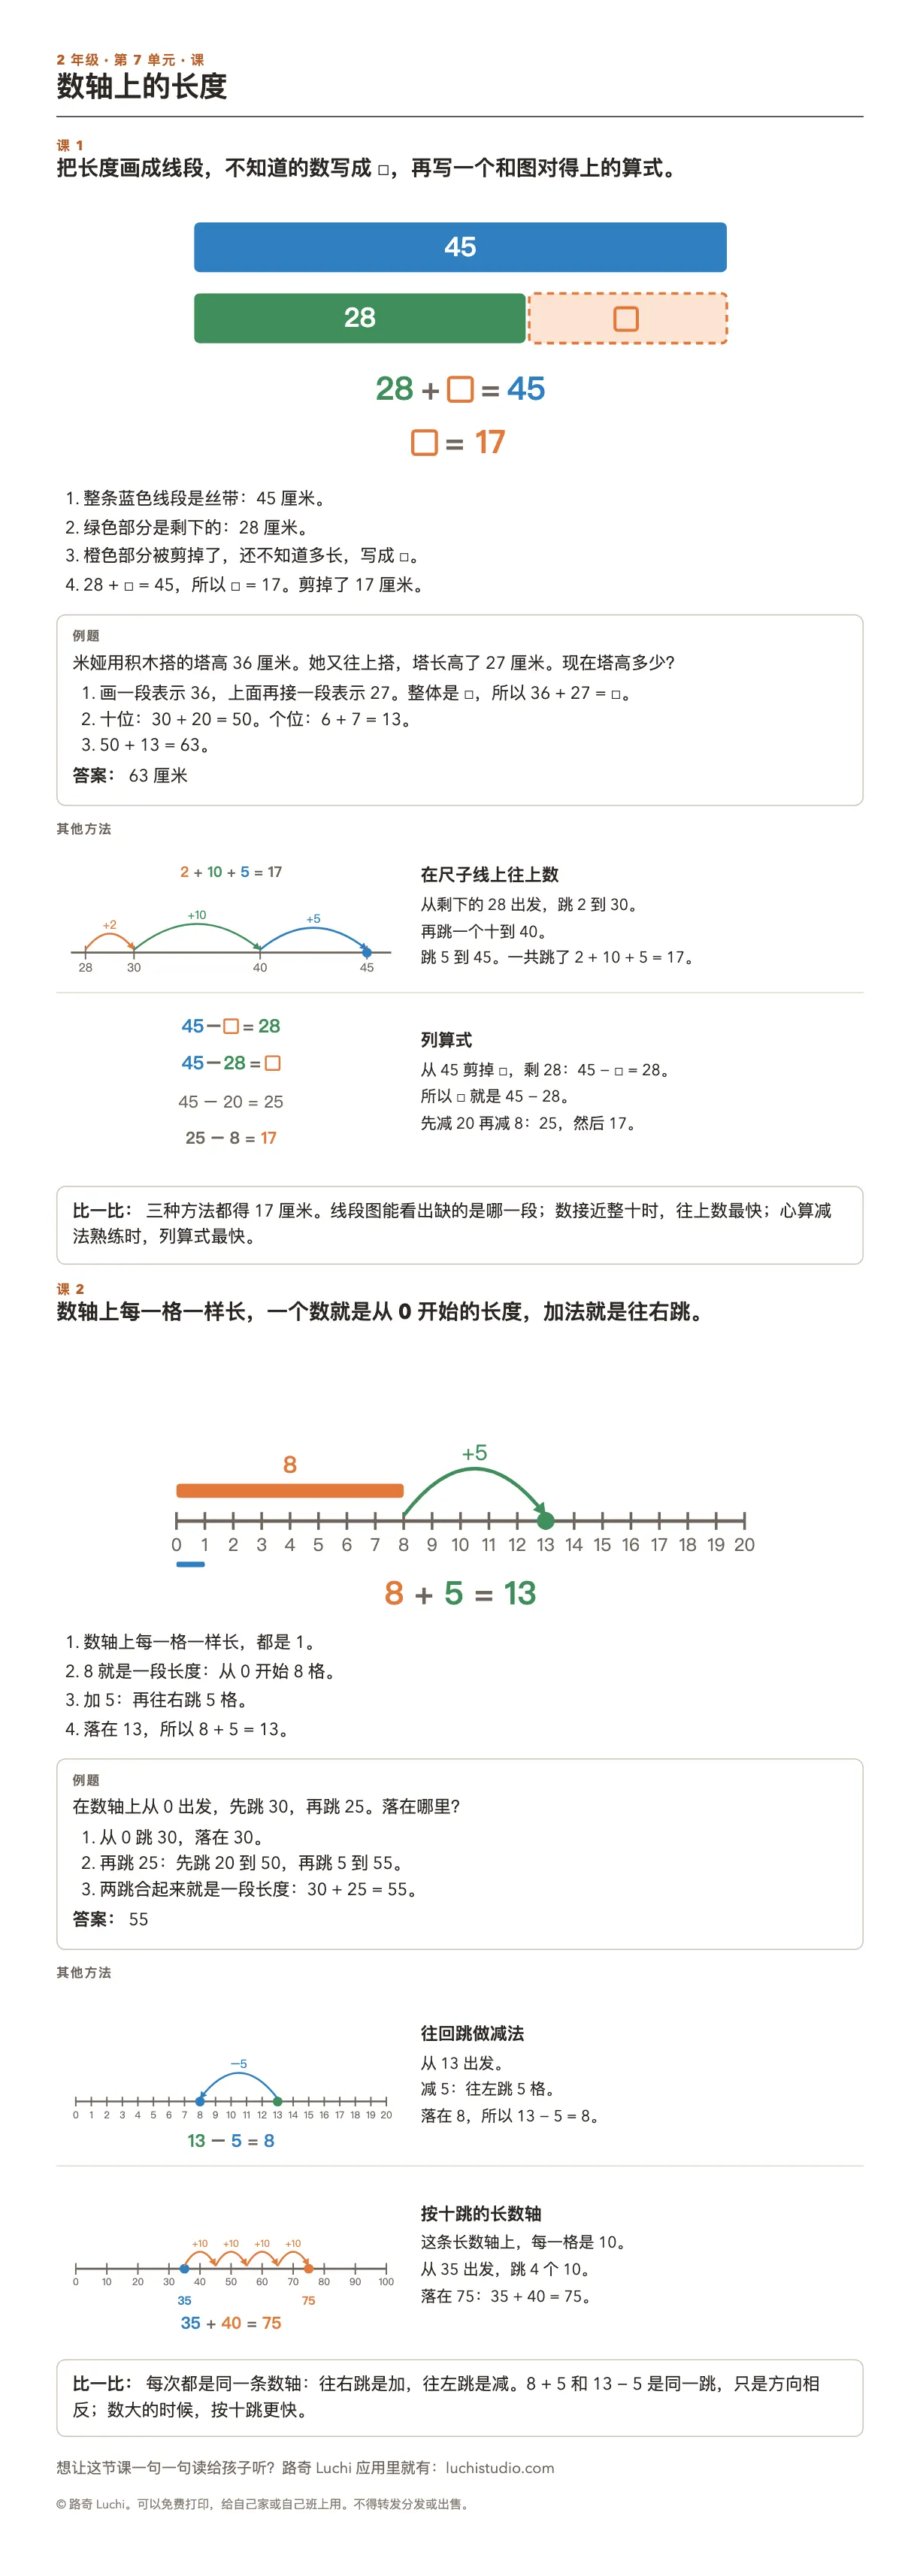 2 年级 · 第 7 单元 · 课
数轴上的长度
课 1
把长度画成线段，不知道的数写成 □，再写一个和图对得上的算式。
45
28 □
28 + □ = 45
□ = 17
1. 整条蓝色线段是丝带：45 厘米。
2. 绿色部分是剩下的：28 厘米。
3. 橙色部分被剪掉了，还不知道多长，写成 □。
4. 28 + □ = 45，所以 □ = 17。剪掉了 17 厘米。
例题
米娅用积木搭的塔高 36 厘米。她又往上搭，塔长高了 27 厘米。现在塔高多少？
1. 画一段表示 36，上面再接一段表示 27。整体是 □，所以 36 + 27 = □。
2. 十位：30 + 20 = 50。个位：6 + 7 = 13。
3. 50 + 13 = 63。
答案： 63 厘米
其他方法
2 + 10 + 5 = 17
+2 +10 +5
28 30 40 45
在尺子线上往上数
从剩下的 28 出发，跳 2 到 30。
再跳一个十到 40。
跳 5 到 45。一共跳了 2 + 10 + 5 = 17。
45 − □ = 28
45 − 28 = □
45 − 20 = 25
25 − 8 = 17
列算式
从 45 剪掉 □，剩 28：45 − □ = 28。
所以 □ 就是 45 − 28。
先减 20 再减 8：25，然后 17。
比一比： 三种方法都得 17 厘米。线段图能看出缺的是哪一段；数接近整十时，往上数最快；心算减
法熟练时，列算式最快。
课 2
数轴上每一格一样长，一个数就是从 0 开始的长度，加法就是往右跳。
8 +5
0 1 2 3 4 5 6 7 8 9 10 11 12 13 14 15 16 17 18 19 20
8 + 5 = 13
1. 数轴上每一格一样长，都是 1。
2. 8 就是一段长度：从 0 开始 8 格。
3. 加 5：再往右跳 5 格。
4. 落在 13，所以 8 + 5 = 13。
例题
在数轴上从 0 出发，先跳 30，再跳 25。落在哪里？
1. 从 0 跳 30，落在 30。
2. 再跳 25：先跳 20 到 50，再跳 5 到 55。
3. 两跳合起来就是一段长度：30 + 25 = 55。
答案： 55
其他方法
−5
0 1 2 3 4 5 6 7 8 9 10 11 12 13 14 15 16 17 18 19 20
13 − 5 = 8
往回跳做减法
从 13 出发。
减 5：往左跳 5 格。
落在 8，所以 13 − 5 = 8。
+10 +10 +10 +10
0 10 20 30 40 50 60 70 80 90 100
35 75
35 + 40 = 75
按十跳的长数轴
这条长数轴上，每一格是 10。
从 35 出发，跳 4 个 10。
落在 75：35 + 40 = 75。
比一比： 每次都是同一条数轴：往右跳是加，往左跳是减。8 + 5 和 13 − 5 是同一跳，只是方向相
反；数大的时候，按十跳更快。
想让这节课一句一句读给孩子听？路奇 Luchi 应用里就有：luchistudio.com
© 路奇 Luchi。可以免费打印，给自己家或自己班上用。不得转发分发或出售。